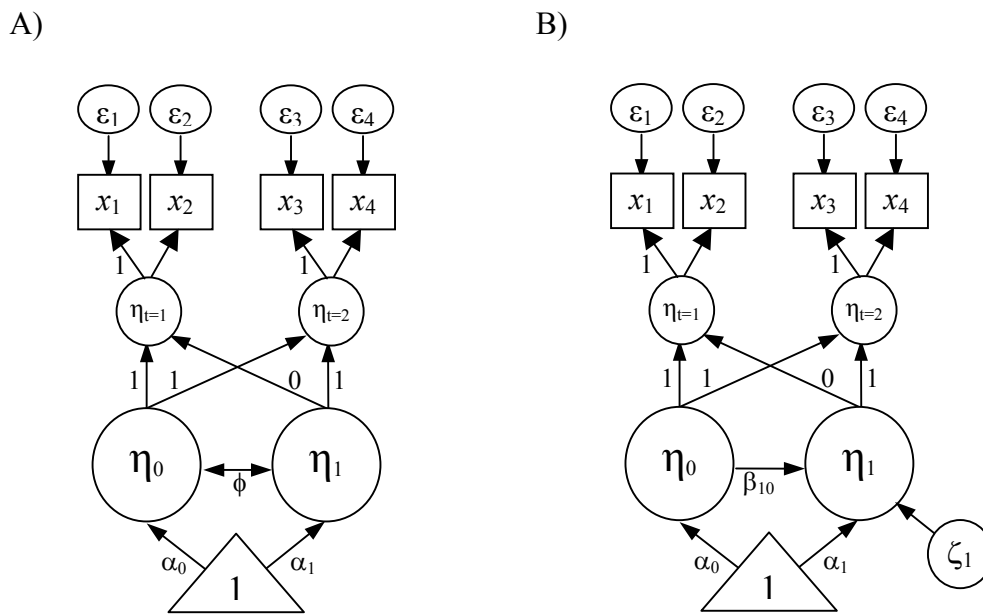 A) B)
ε₁ ε₂ ε₃ ε₄ ε₁ ε₂ ε₃ ε₄
x₁ x₂ x₃ x₄ x₁ x₂ x₃ x₄
1 1 1 1
ηt=1 ηt=2 ηt=1 ηt=2
1 1 0 1 1 1 0 1
η₀ η₁ η₀ η₁
ϕ β₁₀
α₀ α₁ α₀ α₁ ζ₁
1 1